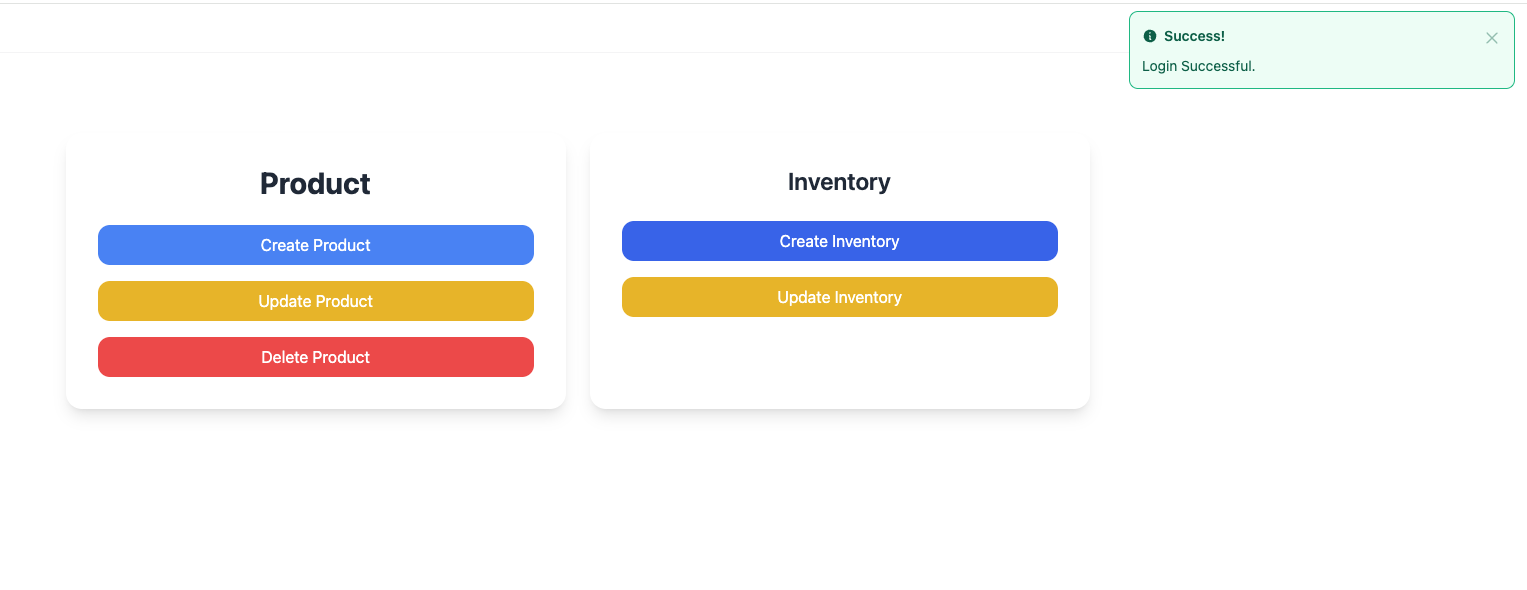 Success!
Login Successful.
Product
Create Product
Update Product
Delete Product
Inventory
Create Inventory
Update Inventory